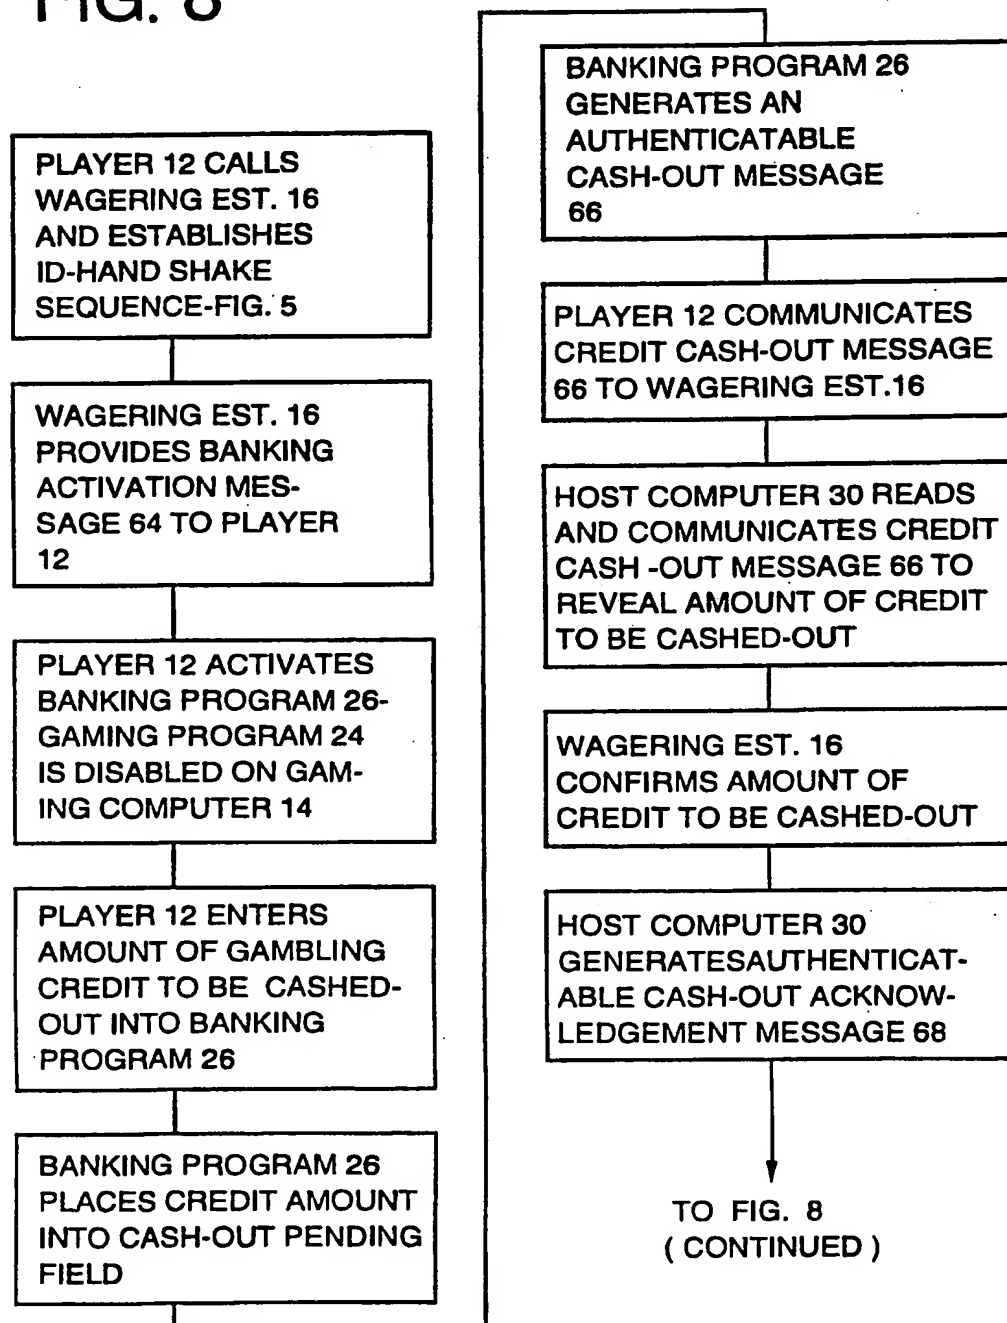 FIG. 8
PLAYER 12 CALLS
WAGERING EST. 16
AND ESTABLISHES
ID-HAND SHAKE
SEQUENCE-FIG. 5
WAGERING EST. 16
PROVIDES BANKING
ACTIVATION MES-
SAGE 64 TO PLAYER
12
PLAYER 12 ACTIVATES
BANKING PROGRAM 26-
GAMING PROGRAM 24
IS DISABLED ON GAM-
ING COMPUTER 14
PLAYER 12 ENTERS
AMOUNT OF GAMBLING
CREDIT TO BE CASHED-
OUT INTO BANKING
PROGRAM 26
BANKING PROGRAM 26
PLACES CREDIT AMOUNT
INTO CASH-OUT PENDING
FIELD
BANKING PROGRAM 26
GENERATES AN
AUTHENTICATABLE
CASH-OUT MESSAGE
66
PLAYER 12 COMMUNICATES
CREDIT CASH-OUT MESSAGE
66 TO WAGERING EST.16
HOST COMPUTER 30 READS
AND COMMUNICATES CREDIT
CASH -OUT MESSAGE 66 TO
REVEAL AMOUNT OF CREDIT
TO BE CASHED-OUT
WAGERING EST. 16
CONFIRMS AMOUNT OF
CREDIT TO BE CASHED-OUT
HOST COMPUTER 30
GENERATESAUTHENTICAT-
ABLE CASH-OUT ACKNOW-
LEDGEMENT MESSAGE 68
TO FIG. 8
( CONTINUED )